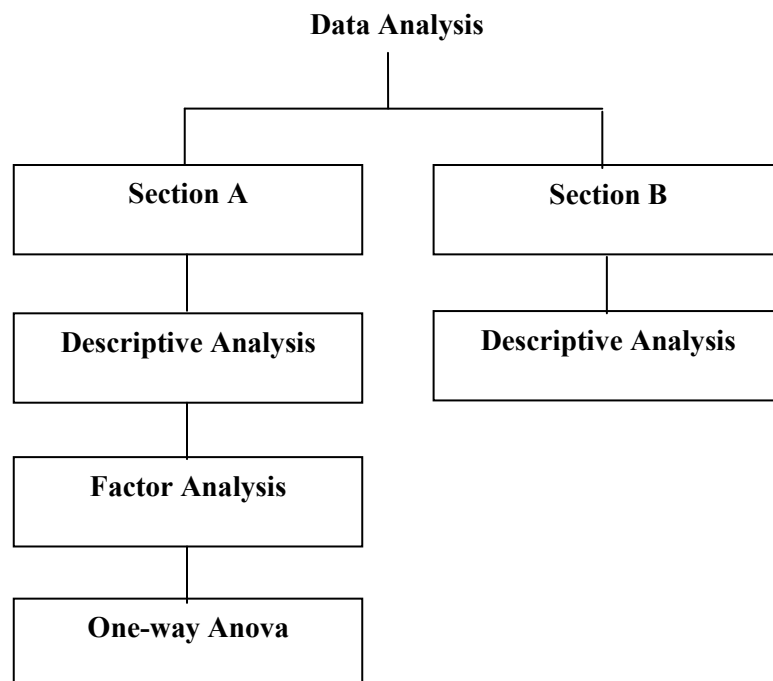 Data Analysis
Section A
Section B
Descriptive Analysis
Descriptive Analysis
Factor Analysis
One-way Anova